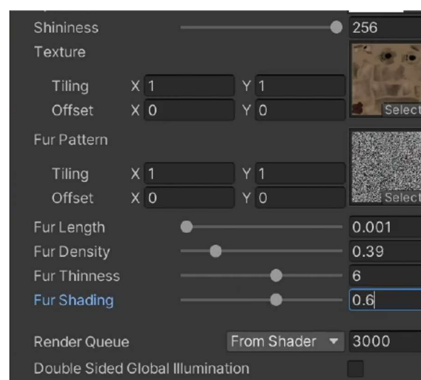 Shininess 256
Texture
Tiling X 1 Y 1
Offset X 0 Y 0
Select
Fur Pattern
Tiling X 1 Y 1
Offset X 0 Y 0
Select
Fur Length 0.001
Fur Density 0.39
Fur Thinness 6
Fur Shading 0.6
Render Queue From Shader 3000
Double Sided Global Illumination